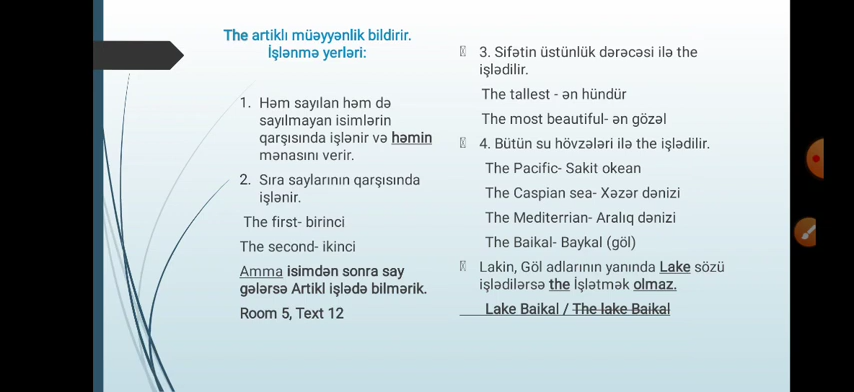 The artiklı müəyyənlik bildirir.
İşlənmə yerləri:
1. Həm sayılan həm də
sayılmayan isimlərin
qarşısında işlənir və həmin
mənasını verir.
2. Sıra saylarının qarşısında
işlənir.
The first- birinci
The second- ikinci
Amma isimdən sonra say
gələrsə Artikl işlədə bilmərik.
Room 5, Text 12
3. Sifətin üstünlük dərəcəsi ilə the
işlədilir.
The tallest - ən hündür
The most beautiful- ən gözəl
4. Bütün su hövzələri ilə the işlədilir.
The Pacific- Sakit okean
The Caspian sea- Xəzər dənizi
The Mediterrian- Aralıq dənizi
The Baikal- Baykal (göl)
Lakin, Göl adlarının yanında Lake sözü
işlədilərsə the İşlətmək olmaz.
Lake Baikal / The lake Baikal